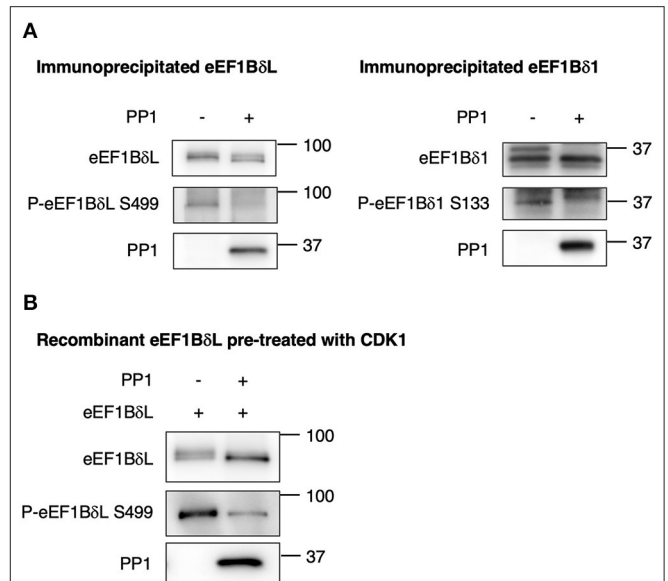 A
Immunoprecipitated eEF1BδL
PP1 - +
eEF1BδL 100
P-eEF1BδL S499 100
PP1 37
Immunoprecipitated eEF1Bδ1
PP1 - +
eEF1Bδ1 37
P-eEF1Bδ1 S133 37
PP1 37
B
Recombinant eEF1BδL pre-treated with CDK1
PP1 - +
eEF1BδL + +
eEF1BδL 100
P-eEF1BδL S499 100
PP1 37